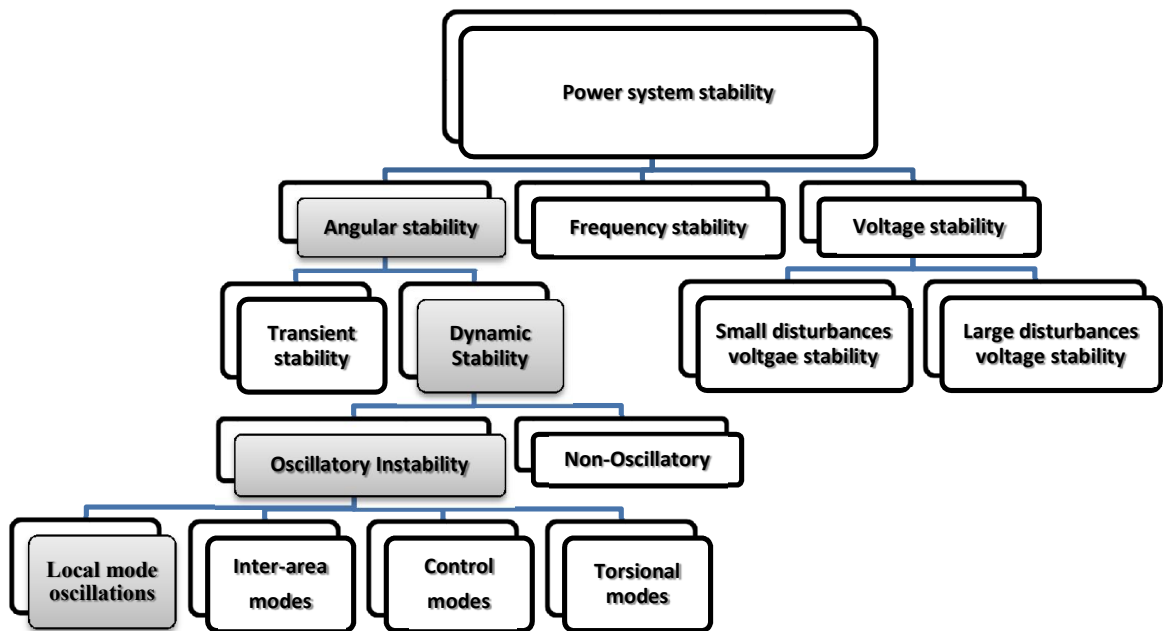 Power system stability
Angular stability
Frequency stability
Voltage stability
Transient
stability
Dynamic
Stability
Small disturbances
voltgae stability
Large disturbances
voltage stability
Oscillatory Instability
Non-Oscillatory
Local mode
oscillations
Inter-area
modes
Control
modes
Torsional
modes